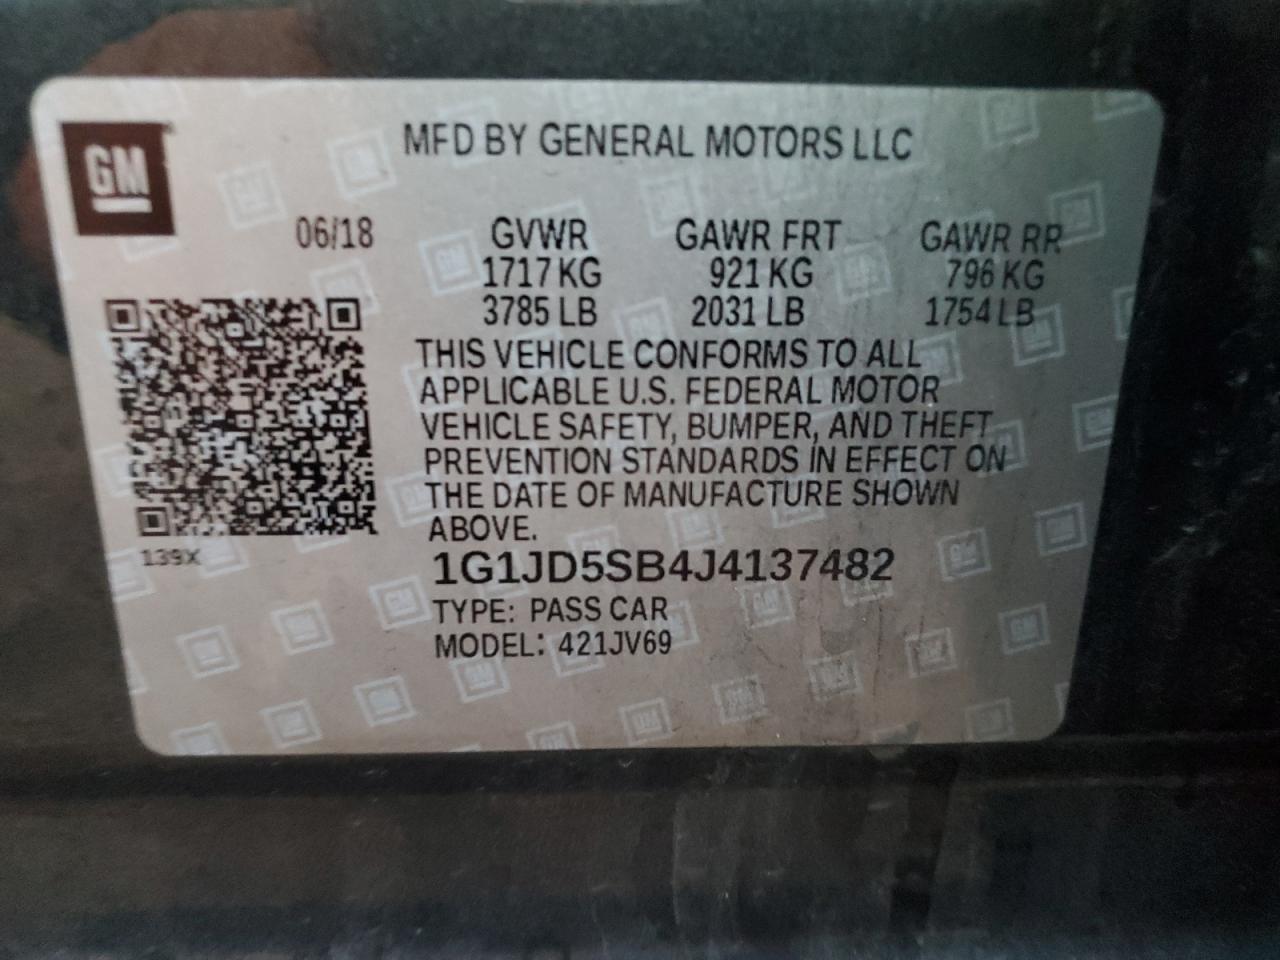 GM
MFD BY GENERAL MOTORS LLC
06/18
GVWR GAWR FRT GAWR RR
1717 KG 921 KG 796 KG
3785 LB 2031 LB 1754 LB
THIS VEHICLE CONFORMS TO ALL
APPLICABLE U.S. FEDERAL MOTOR
VEHICLE SAFETY, BUMPER, AND THEFT
PREVENTION STANDARDS IN EFFECT ON
THE DATE OF MANUFACTURE SHOWN
ABOVE.
139X
1G1JD5SB4J4137482
TYPE: PASS CAR
MODEL: 421JV69